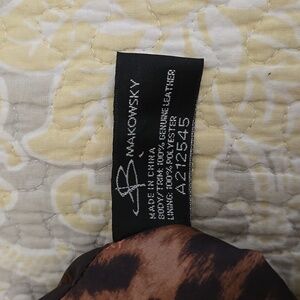 B MAKOWSKY
MADE IN CHINA
BODY/TRIM: 100% GENUINE LEATHER
LINING: 100% POLYESTER
A212545